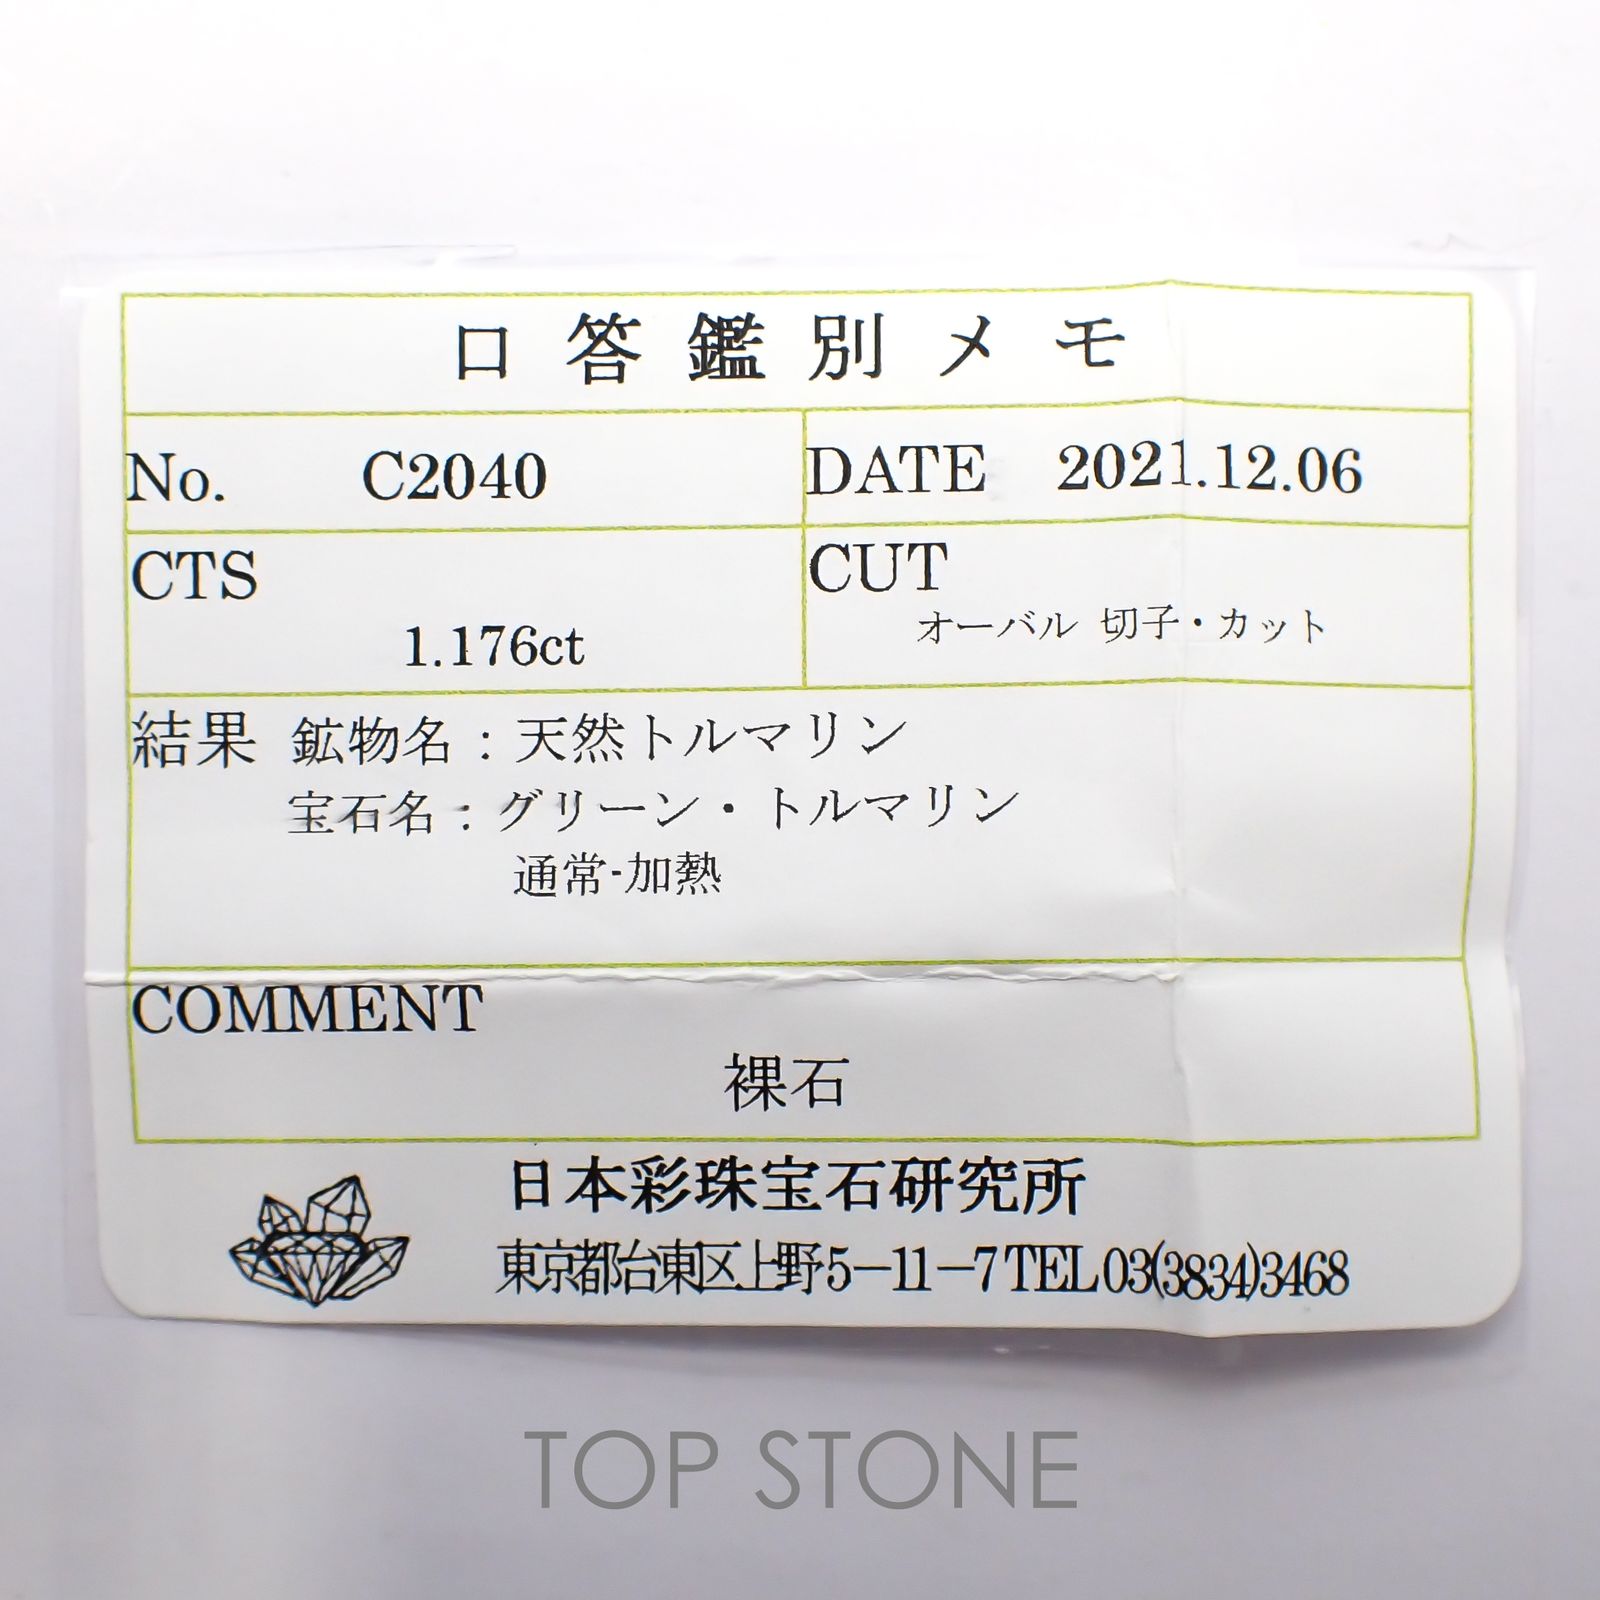 口答鑑別メモ
No. C2040 DATE 2021.12.06
CTS CUT
1.176ct オーバル 切子・カット
結果 鉱物名：天然トルマリン
宝石名：グリーン・トルマリン
通常-加熱
COMMENT
裸石
日本彩珠宝石研究所
東京都台東区上野5－11－7 TEL 03(3834)3468
TOP STONE